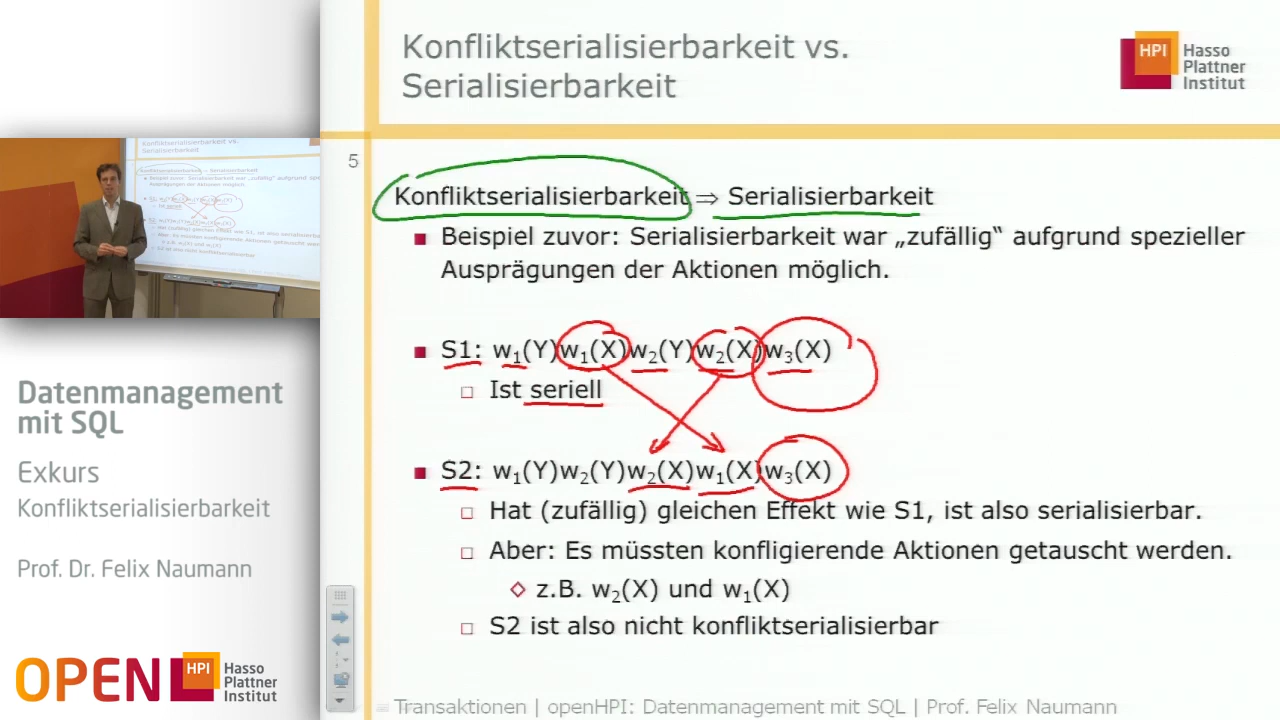 Konfliktserialisierbarkeit vs.
Serialisierbarkeit
HPI
Hasso
Plattner
Institut
5
Konfliktserialisierbarkeit ⇒ Serialisierbarkeit
Beispiel zuvor: Serialisierbarkeit war „zufällig“ aufgrund spezieller
Ausprägungen der Aktionen möglich.
S1: w₁(Y)w₁(X)w₂(Y)w₂(X)w₃(X)
Ist seriell
S2: w₁(Y)w₂(Y)w₂(X)w₁(X)w₃(X)
Hat (zufällig) gleichen Effekt wie S1, ist also serialisierbar.
Aber: Es müssten konfligierende Aktionen getauscht werden.
z.B. w₂(X) und w₁(X)
S2 ist also nicht konfliktserialisierbar
Transaktionen | openHPI: Datenmanagement mit SQL | Prof. Felix Naumann
Datenmanagement
mit SQL
Exkurs
Konfliktserialisierbarkeit
Prof. Dr. Felix Naumann
OPEN HPI
Hasso
Plattner
Institut